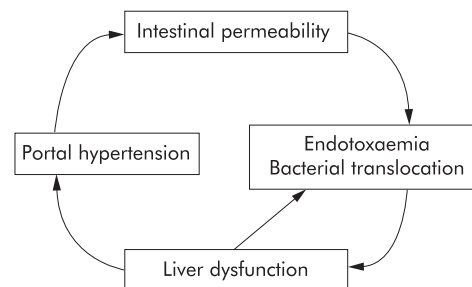 Intestinal permeability
Portal hypertension
Endotoxaemia
Bacterial translocation
Liver dysfunction